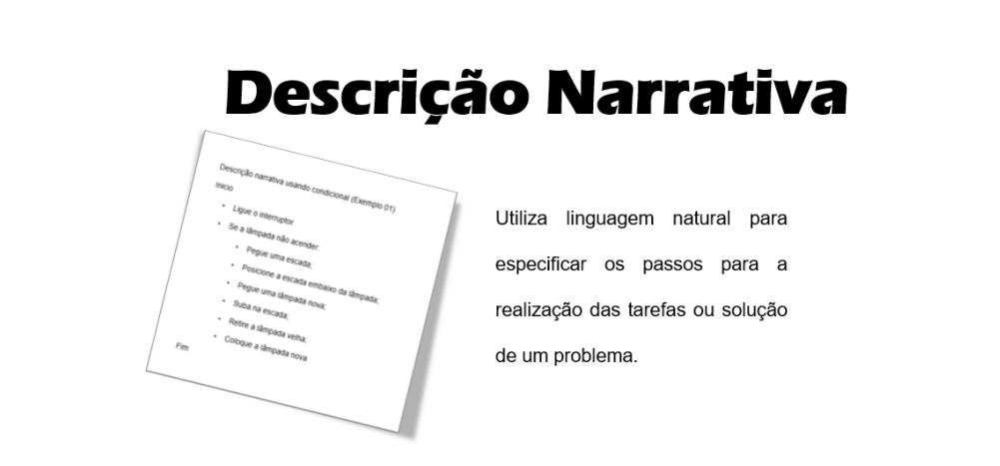 Descrição Narrativa
Descrição narrativa usando condicional (Exemplo 01)
Inicio
• Ligue o interruptor
• Se a lâmpada não acender:
• Pegue uma escada;
• Posicione a escada embaixo da lâmpada;
• Pegue uma lâmpada nova;
• Suba na escada;
• Retire a lâmpada velha;
• Coloque a lâmpada nova
Fim
Utiliza linguagem natural para
especificar os passos para a
realização das tarefas ou solução
de um problema.